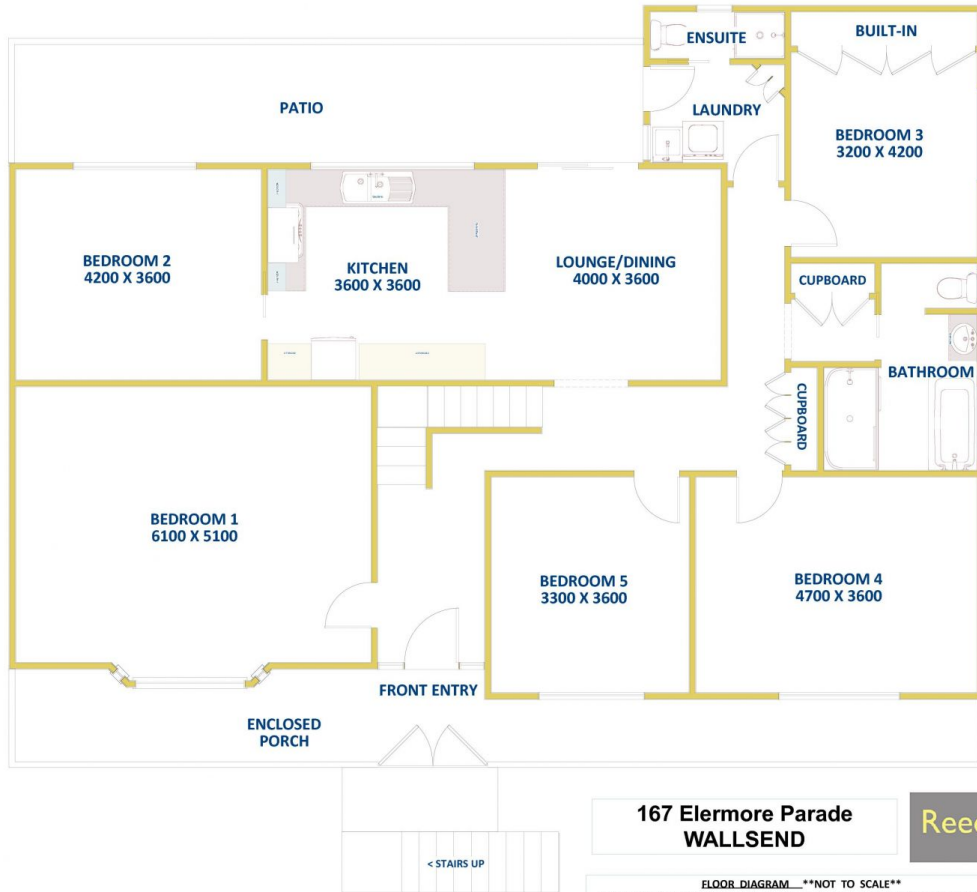 ENSUITE
BUILT-IN
PATIO
LAUNDRY
BEDROOM 3
3200 X 4200
BEDROOM 2
4200 X 3600
KITCHEN
3600 X 3600
LOUNGE/DINING
4000 X 3600
CUPBOARD
BATHROOM
CUPBOARD
BEDROOM 1
6100 X 5100
BEDROOM 5
3300 X 3600
BEDROOM 4
4700 X 3600
FRONT ENTRY
ENCLOSED
PORCH
< STAIRS UP
167 Elermore Parade
WALLSEND
FLOOR DIAGRAM **NOT TO SCALE**